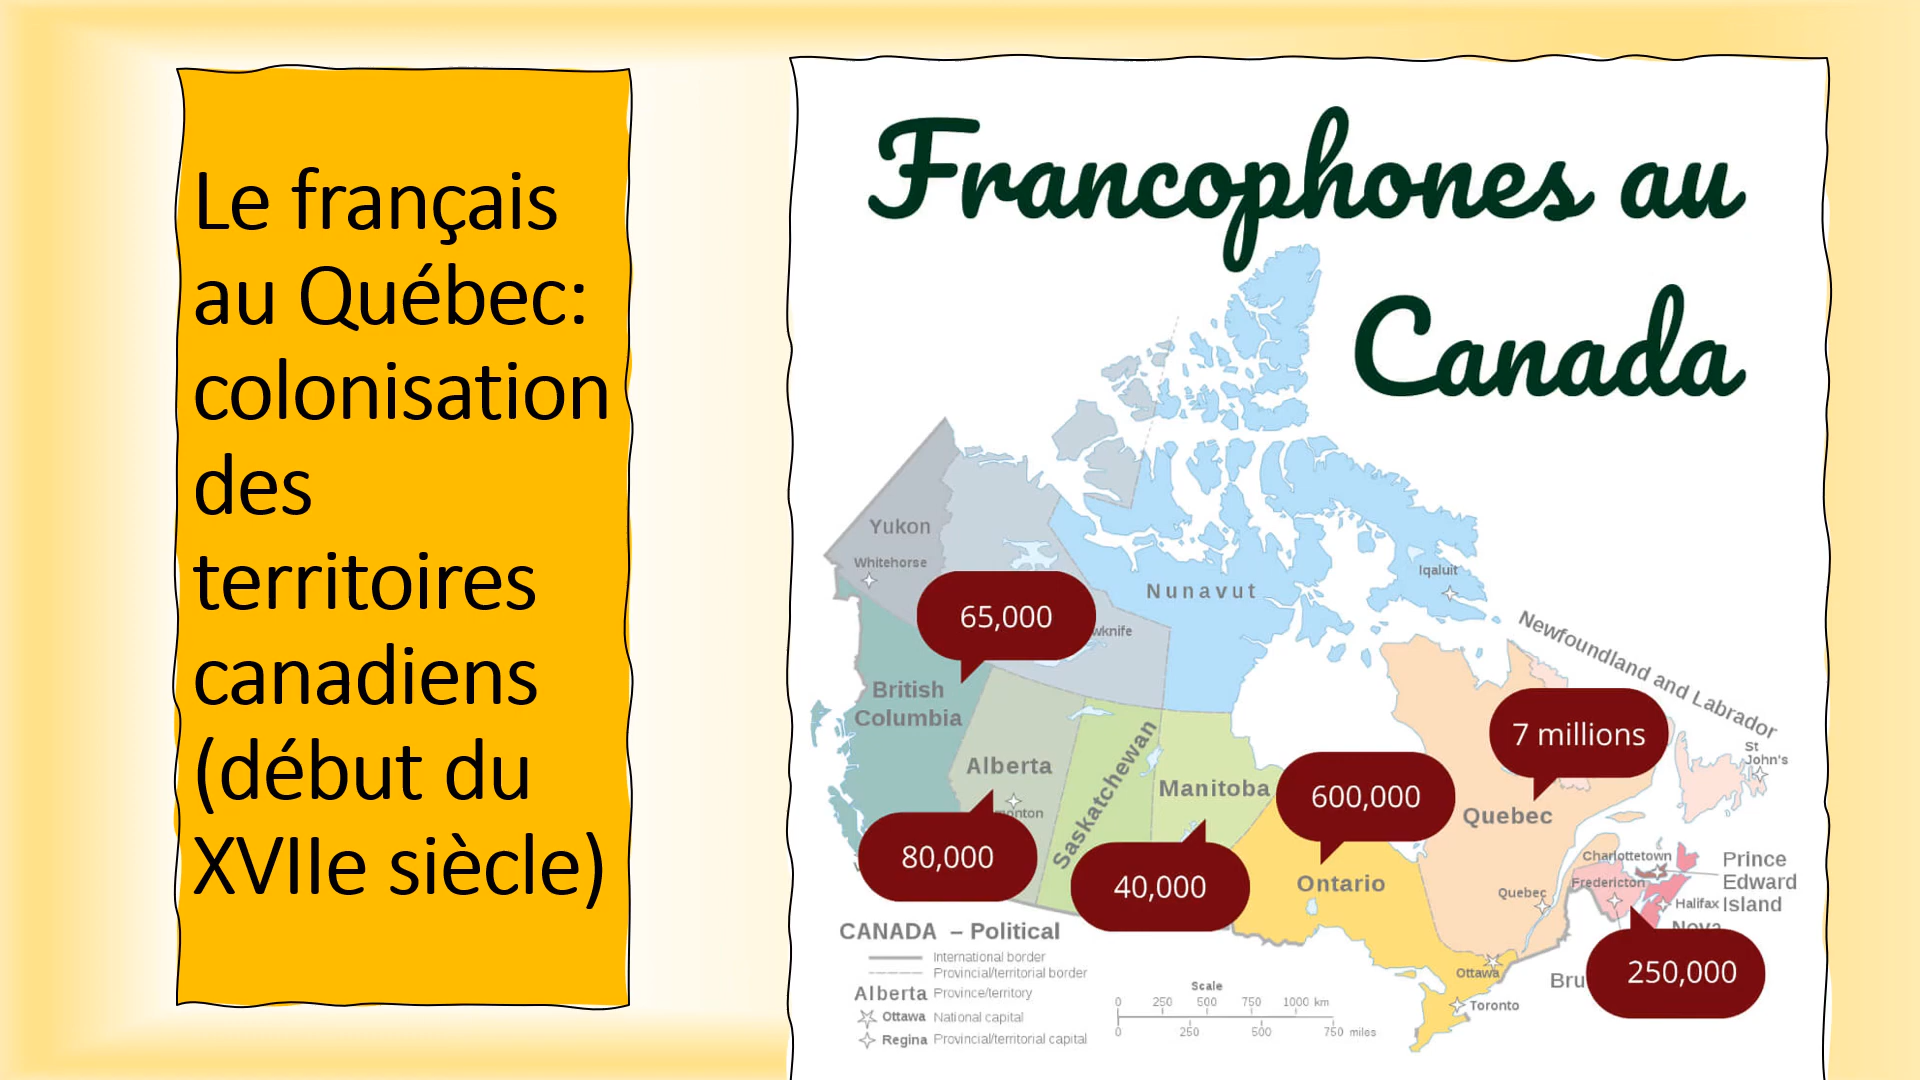 Le français
au Québec:
colonisation
des
territoires
canadiens
(début du
XVIIe siècle)
Francophones au
Canada
Yukon
Whitehorse
Iqaluit
Nunavut
65,000
wknife
Newfoundland and Labrador
British
Columbia
7 millions
St
John's
Alberta
Saskatchewan
Manitoba
600,000
onton
Quebec
80,000
40,000
Ontario
Charlottetown
Prince
Edward
Island
Fredericton
Quebec
Halifax
Nova
CANADA – Political
International border
Provincial/territorial border
Alberta Province/territory
Ottawa National capital
Regina Provincial/territorial capital
Scale
0 250 500 750 1000 km
0 250 500 750 miles
Ottawa
Toronto
Bru
250,000